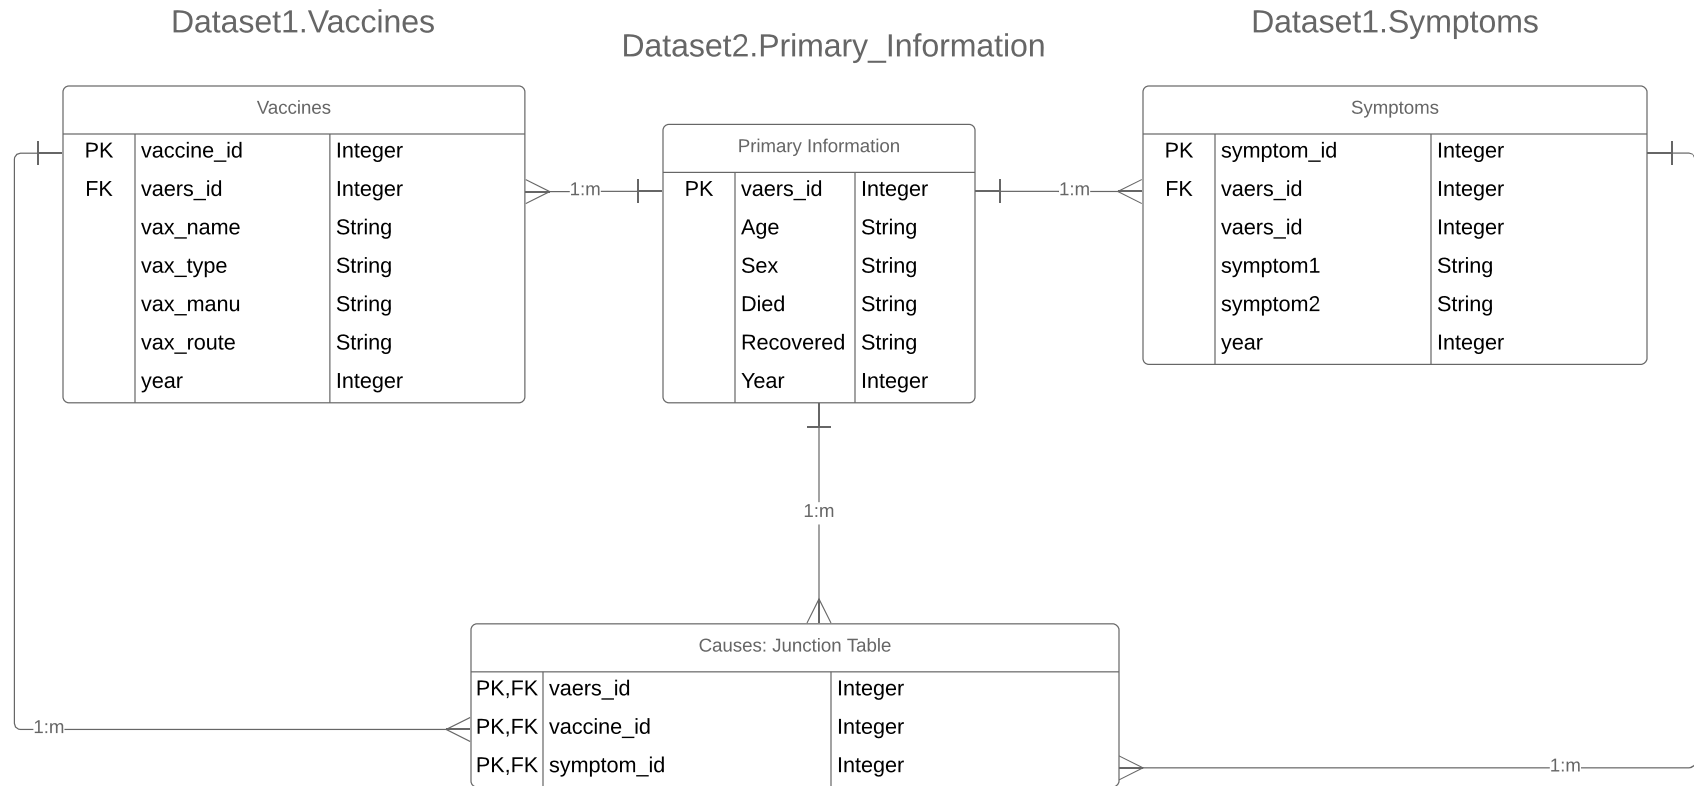 Dataset1.Vaccines
Dataset2.Primary_Information
Dataset1.Symptoms
Vaccines
PK vaccine_id Integer
FK vaers_id Integer
vax_name String
vax_type String
vax_manu String
vax_route String
year Integer
1:m
Primary Information
PK vaers_id Integer
Age String
Sex String
Died String
Recovered String
Year Integer
1:m
Symptoms
PK symptom_id Integer
FK vaers_id Integer
vaers_id Integer
symptom1 String
symptom2 String
year Integer
1:m
Causes: Junction Table
PK,FK vaers_id Integer
PK,FK vaccine_id Integer
PK,FK symptom_id Integer
1:m
1:m